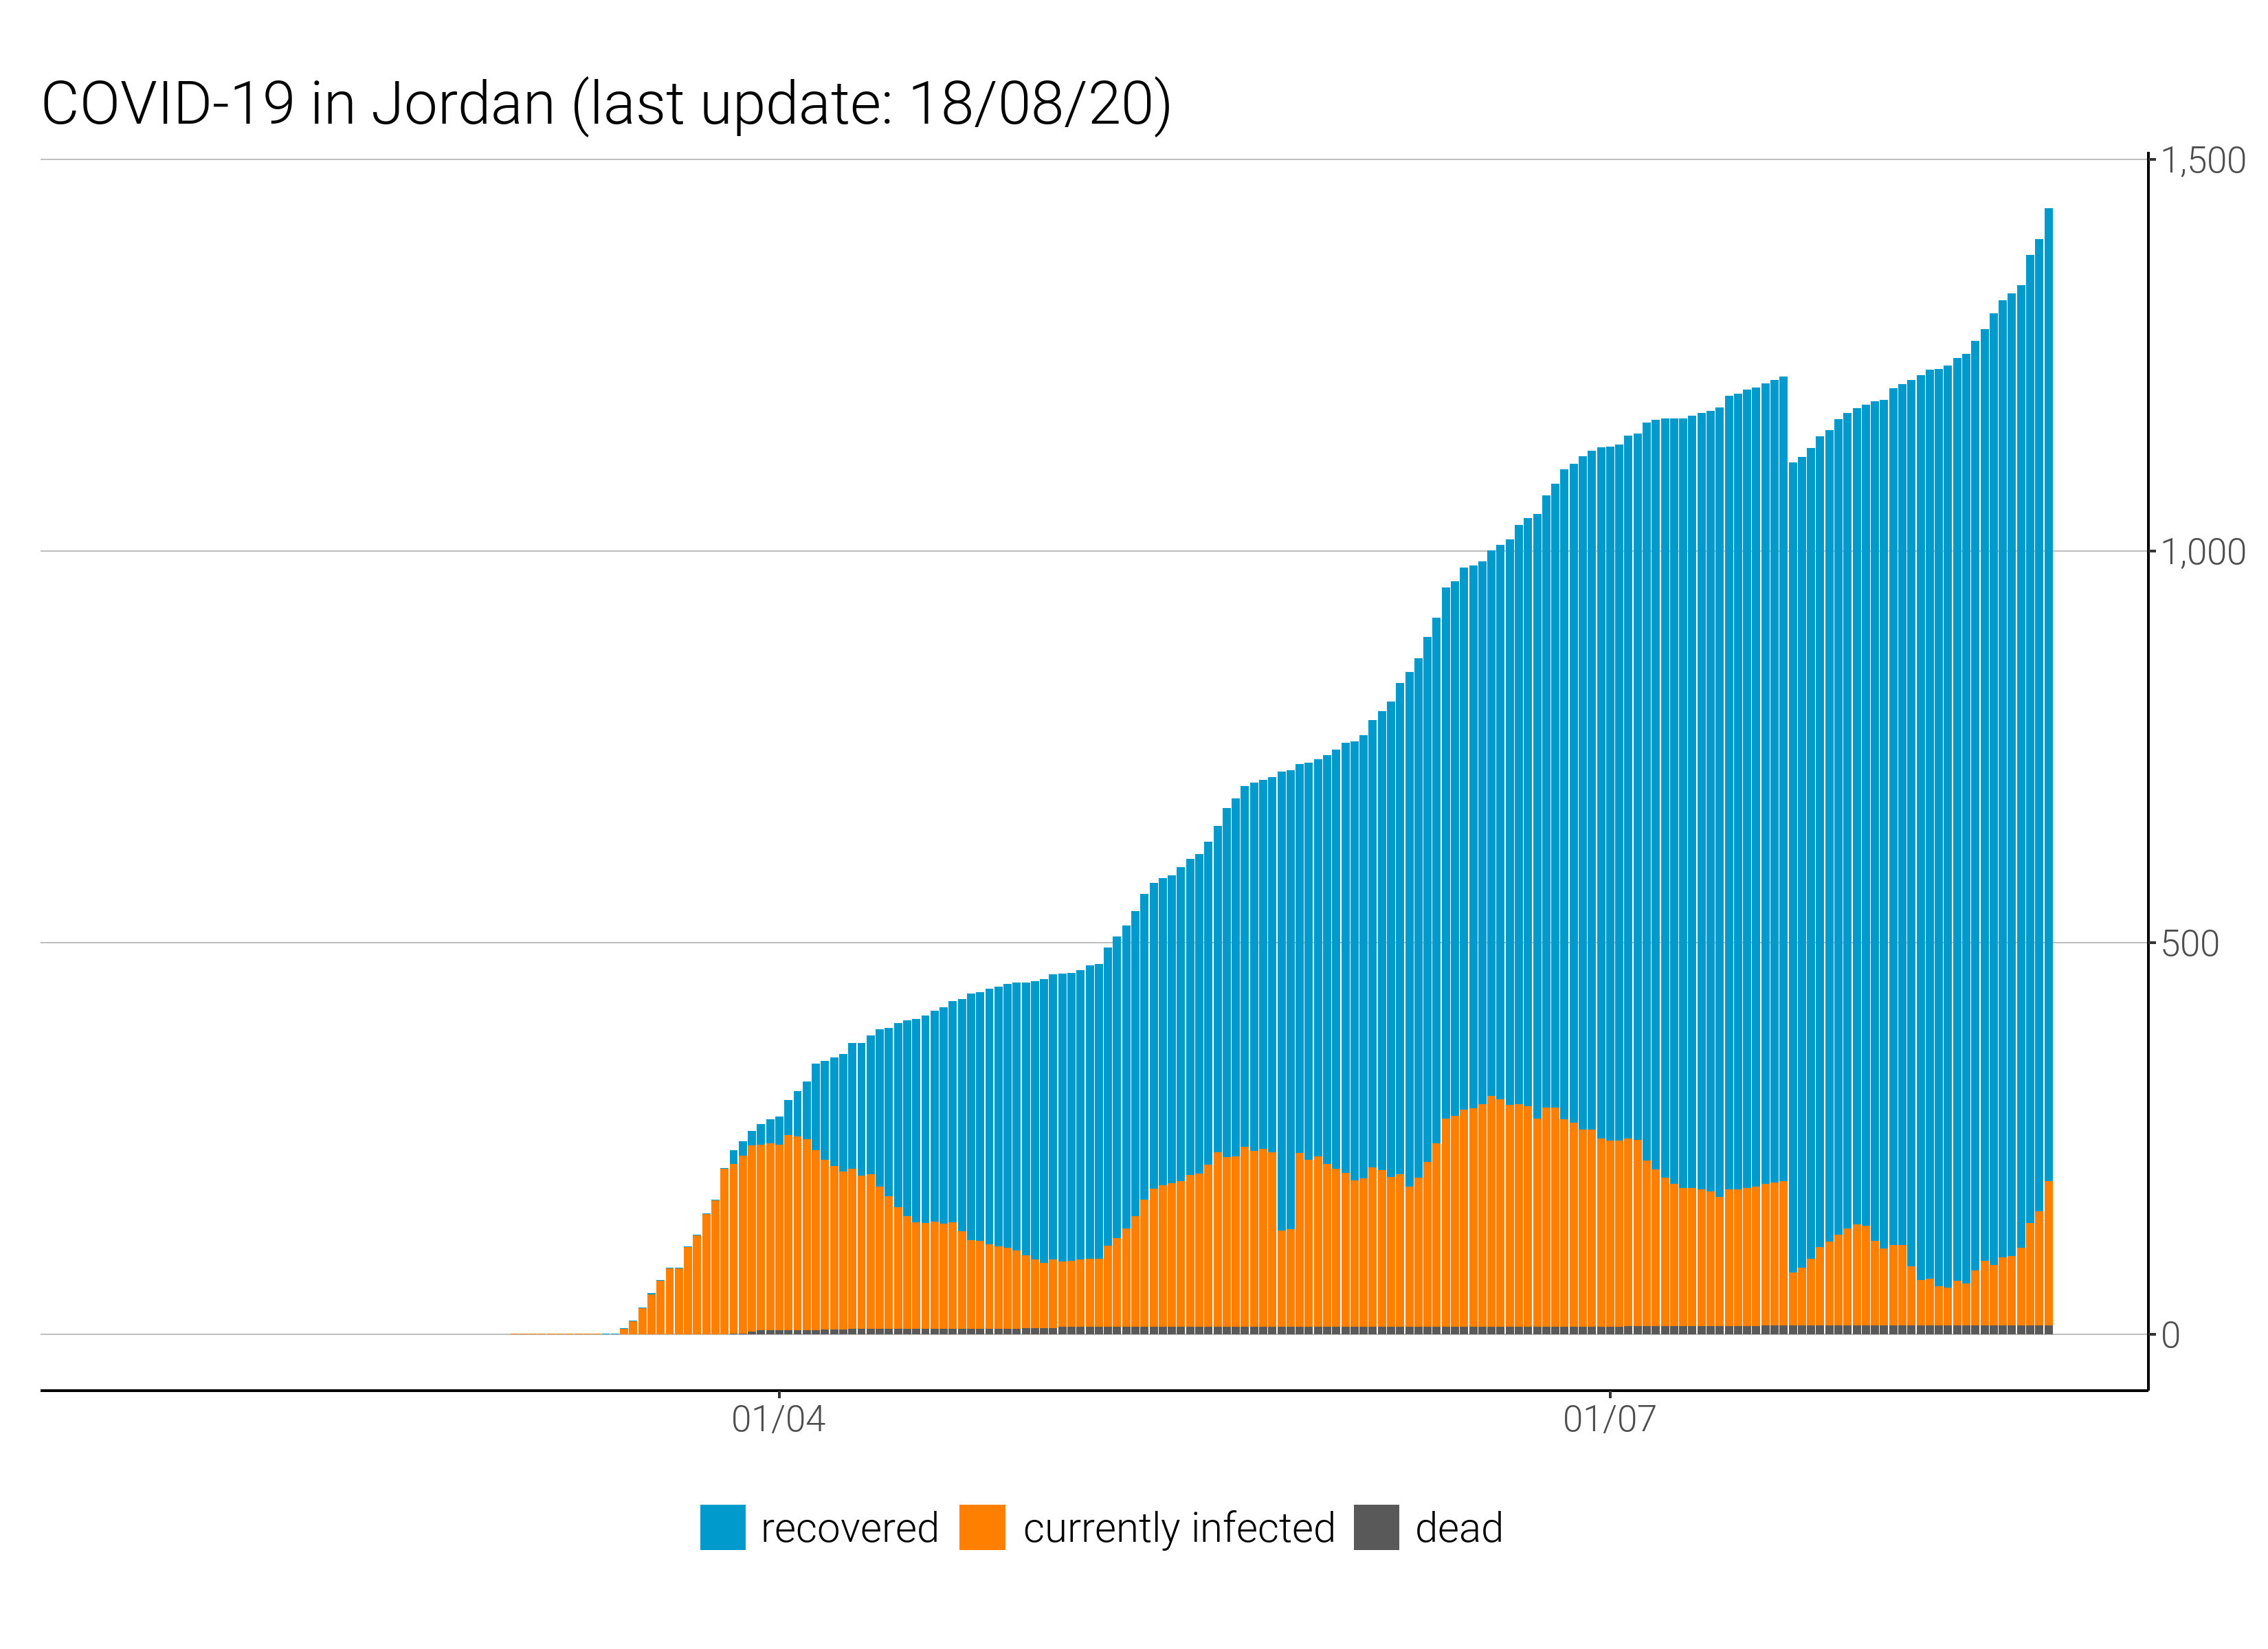 COVID-19 in Jordan (last update: 18/08/20)
1,500
1,000
500
0
01/04 01/07
recovered currently infected dead